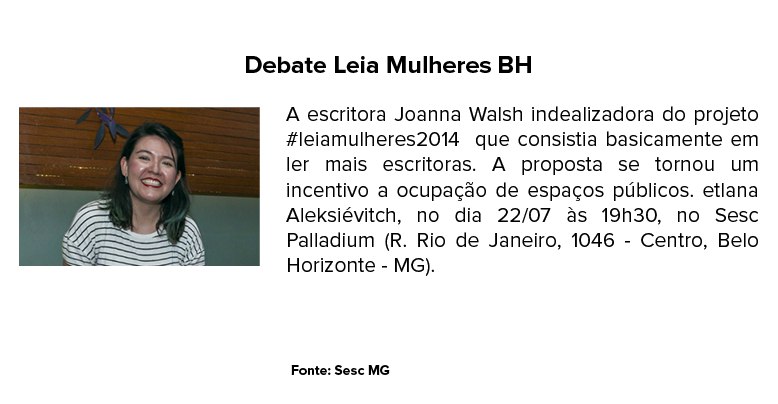 Debate Leia Mulheres BH
A escritora Joanna Walsh indealizadora do projeto
#leiamulheres2014 que consistia basicamente em
ler mais escritoras. A proposta se tornou um
incentivo a ocupação de espaços públicos. etlana
Aleksiévitch, no dia 22/07 às 19h30, no Sesc
Palladium (R. Rio de Janeiro, 1046 - Centro, Belo
Horizonte - MG).
Fonte: Sesc MG